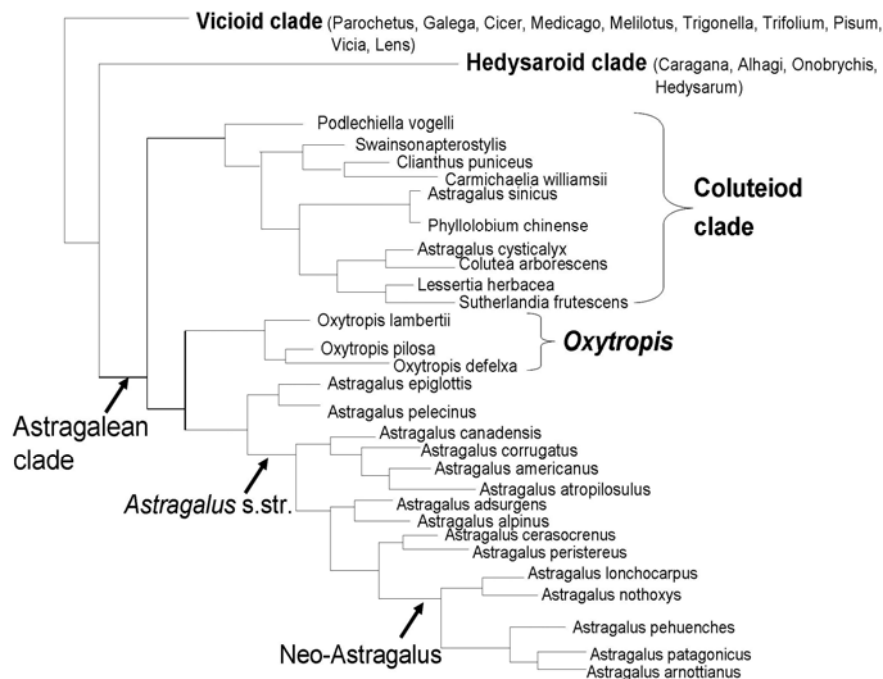 Vicioid clade (Parochetus, Galega, Cicer, Medicago, Melilotus, Trigonella, Trifolium, Pisum,
Vicia, Lens)
Hedysaroid clade (Caragana, Alhagi, Onobrychis,
Hedysarum)
Podlechiella vogelli
Swainsonapterostylis
Clianthus puniceus
Carmichaelia williamsii
Astragalus sinicus
Phyllolobium chinense
Astragalus cysticalyx
Colutea arborescens
Lessertia herbacea
Sutherlandia frutescens
Coluteiod
clade
Oxytropis lambertii
Oxytropis pilosa
Oxytropis defelxa
Oxytropis
Astragalus epiglottis
Astragalus pelecinus
Astragalean
clade
Astragalus canadensis
Astragalus corrugatus
Astragalus americanus
Astragalus atropilosulus
Astragalus s.str.
Astragalus adsurgens
Astragalus alpinus
Astragalus cerasocrenus
Astragalus peristereus
Astragalus lonchocarpus
Astragalus nothoxys
Neo-Astragalus
Astragalus pehuenches
Astragalus patagonicus
Astragalus arnottianus